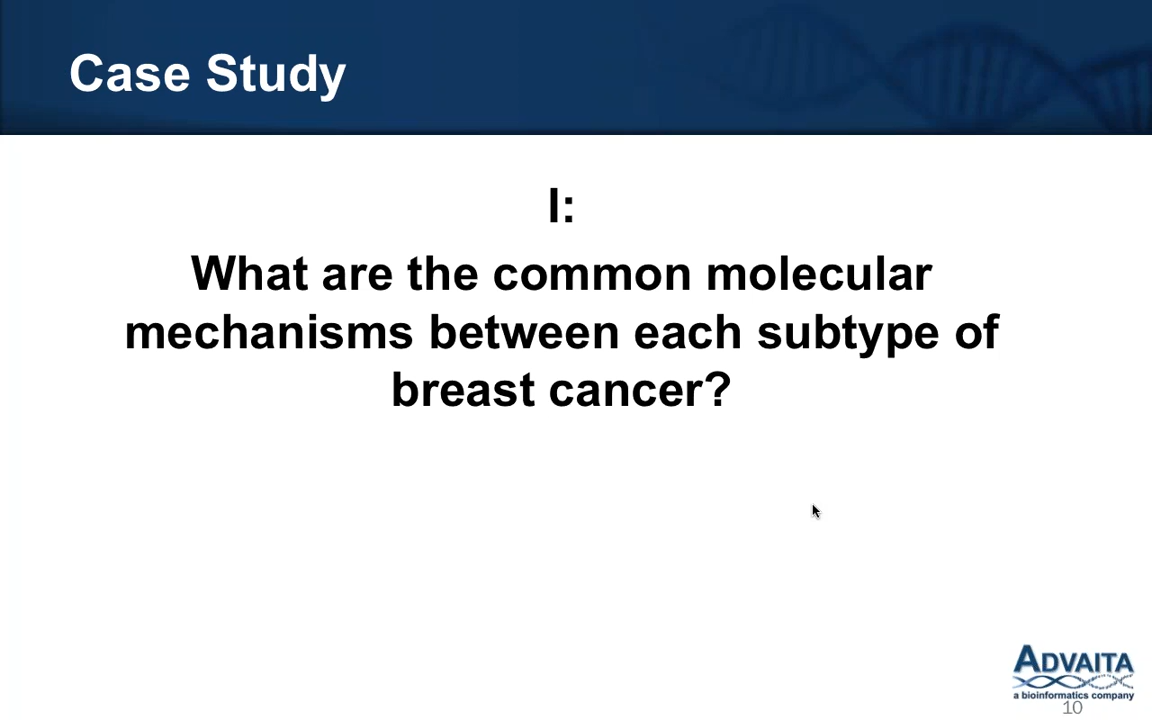 Case Study
I:
What are the common molecular
mechanisms between each subtype of
breast cancer?
ADVAITA
a bioinformatics company
10